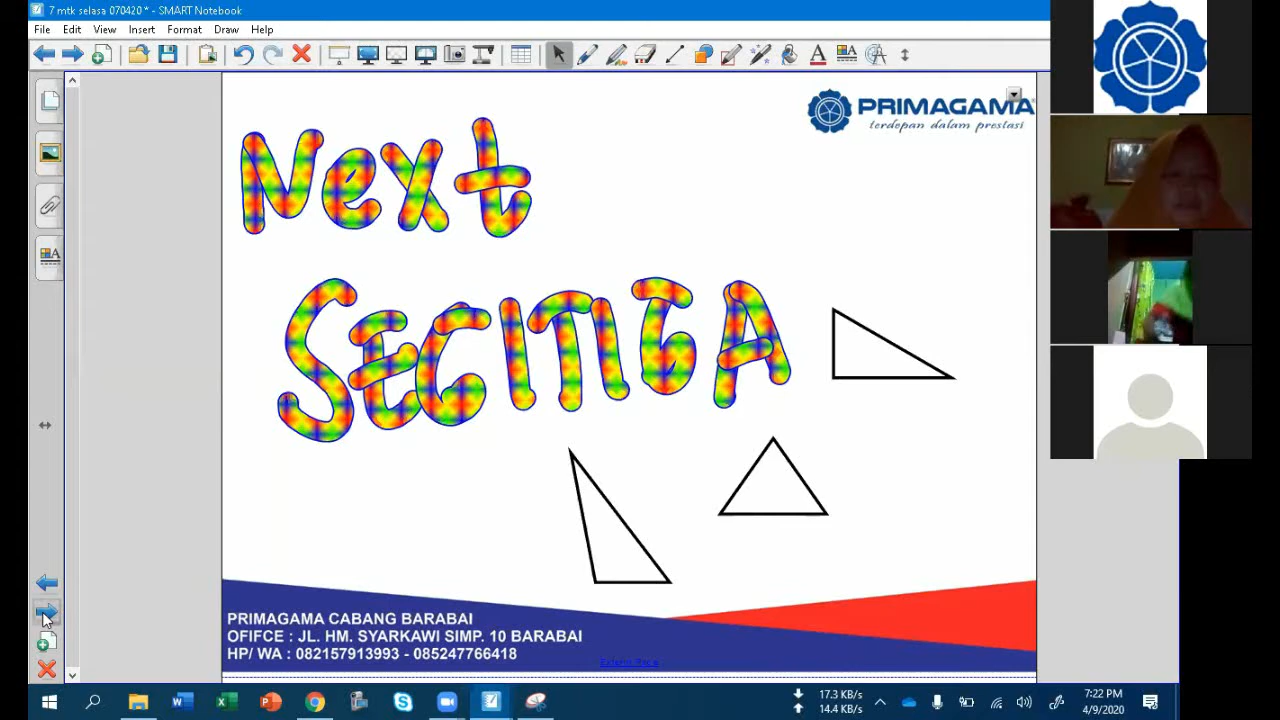 7 mtk selasa 070420 * - SMART Notebook
File Edit View Insert Format Draw Help
PRIMAGAMA
terdepan dalam prestasi
Next
SEGITIGA
PRIMAGAMA CABANG BARABAI
OFIFCE : JL. HM. SYARKAWI SIMP. 10 BARABAI
HP/ WA : 082157913993 - 085247766418
17.3 KB/s
14.4 KB/s
7:22 PM
4/9/2020